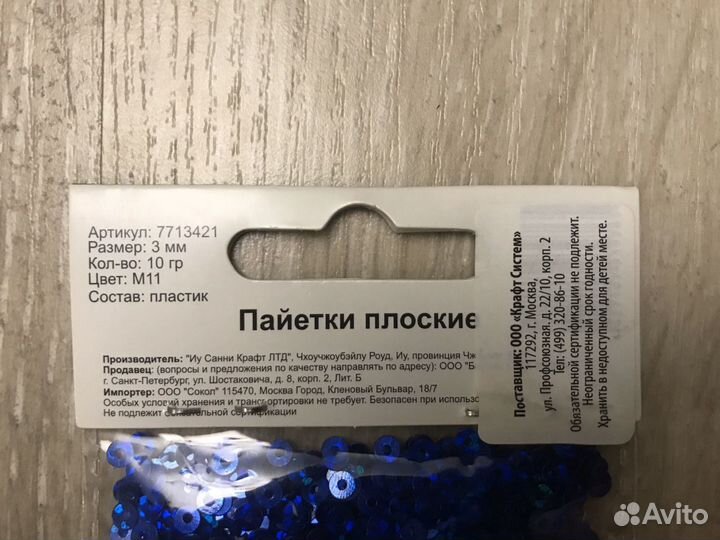 Артикул: 7713421
Размер: 3 мм
Кол-во: 10 гр
Цвет: М11
Состав: пластик
Пайетки плоские
Производитель: "Иу Санни Крафт ЛТД", Чхоучжоубэйлу Роуд, Иу, провинция Чж
Продавец: (вопросы и предложения по качеству направлять по адресу): ООО "Б
г. Санкт-Петербург, ул. Шостаковича, д. 8, корп. 2, Лит. Б
Импортер: ООО "Сокол" 115470, Москва Город, Кленовый Бульвар, 18/7
Особых условий хранения и транспортировки не требует. Безопасен при использо
Не подлежит обязательной сертификации
Поставщик: ООО «Крафт Систем»
117292, г. Москва,
ул. Профсоюзная, д. 22/10, корп. 2
Тел: (499) 320-86-10
Обязательной сертификации не подлежит.
Неограниченный срок годности.
Хранить в недоступном для детей месте.
Avito